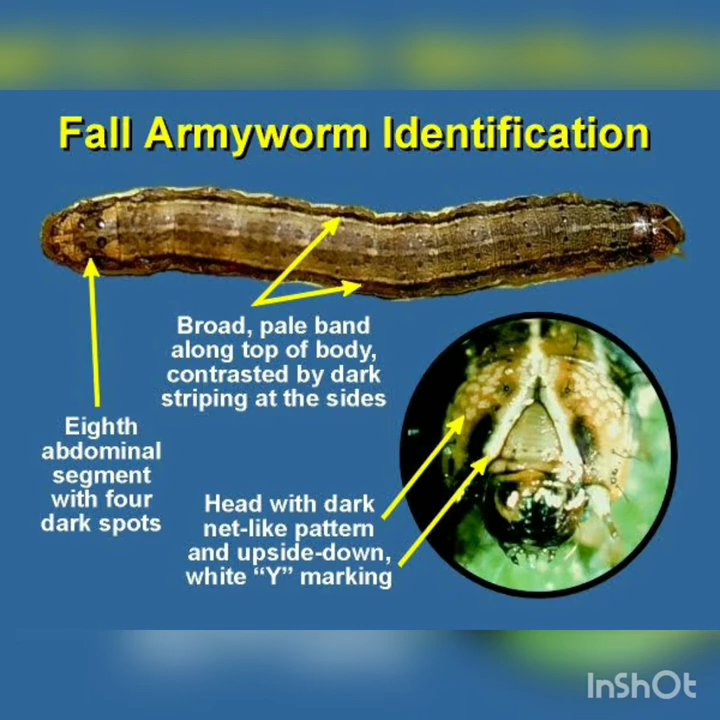 Fall Armyworm Identification
Broad, pale band
along top of body,
contrasted by dark
striping at the sides
Eighth
abdominal
segment
with four
dark spots
Head with dark
net-like pattern
and upside-down,
white “Y” marking
InShOt